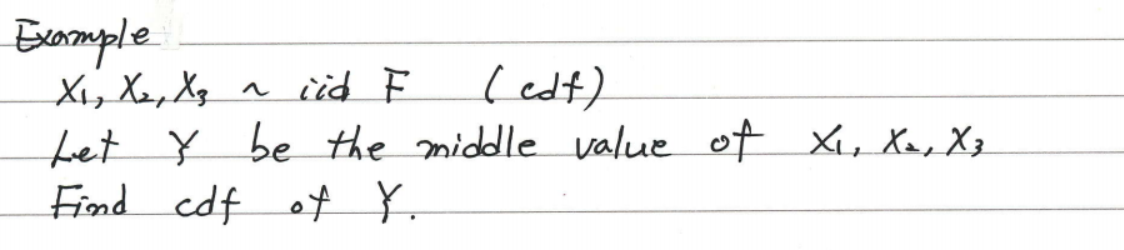 Example
X₁, X₂, X₃ ~ iid F (cdf)
Let Y be the middle value of X₁, X₂, X₃
Find cdf of Y.